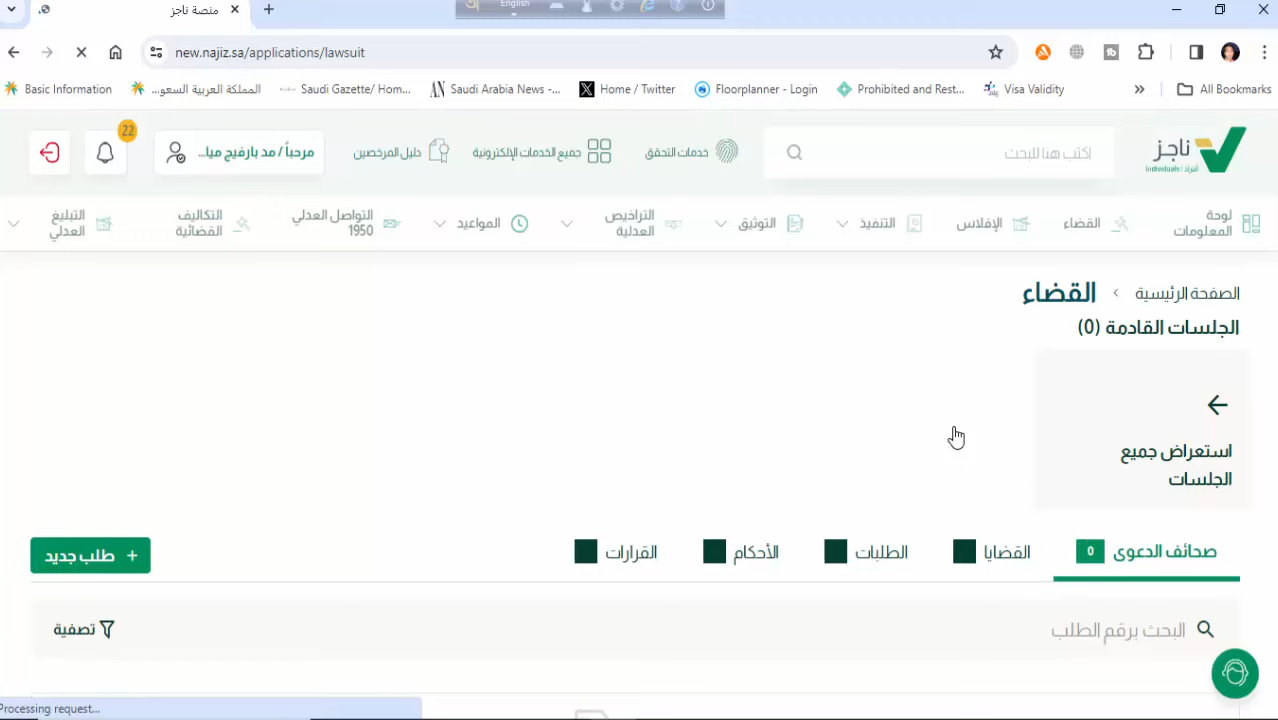 منصة ناجز
English
new.najiz.sa/applications/lawsuit
Basic Information
المملكة العربية السعو...
Saudi Gazette/ Hom...
Saudi Arabia News -...
Home / Twitter
Floorplanner - Login
Prohibited and Rest...
Visa Validity
»
All Bookmarks
ناجز
أفراد | Individuals
اكتب هنا للبحث
خدمات التحقق
جميع الخدمات الإلكترونية
دليل المرخصين
مرحباً / مد بارفيج ميا...
22
لوحة المعلومات
القضاء
الإفلاس
التنفيذ
التوثيق
التراخيص العدلية
المواعيد
التواصل العدلي 1950
التكاليف القضائية
التبليغ العدلي
الصفحة الرئيسية
القضاء
الجلسات القادمة (0)
استعراض جميع
الجلسات
صحائف الدعوى 0
القضايا
الطلبات
الأحكام
القرارات
+ طلب جديد
البحث برقم الطلب
تصفية
Processing request...